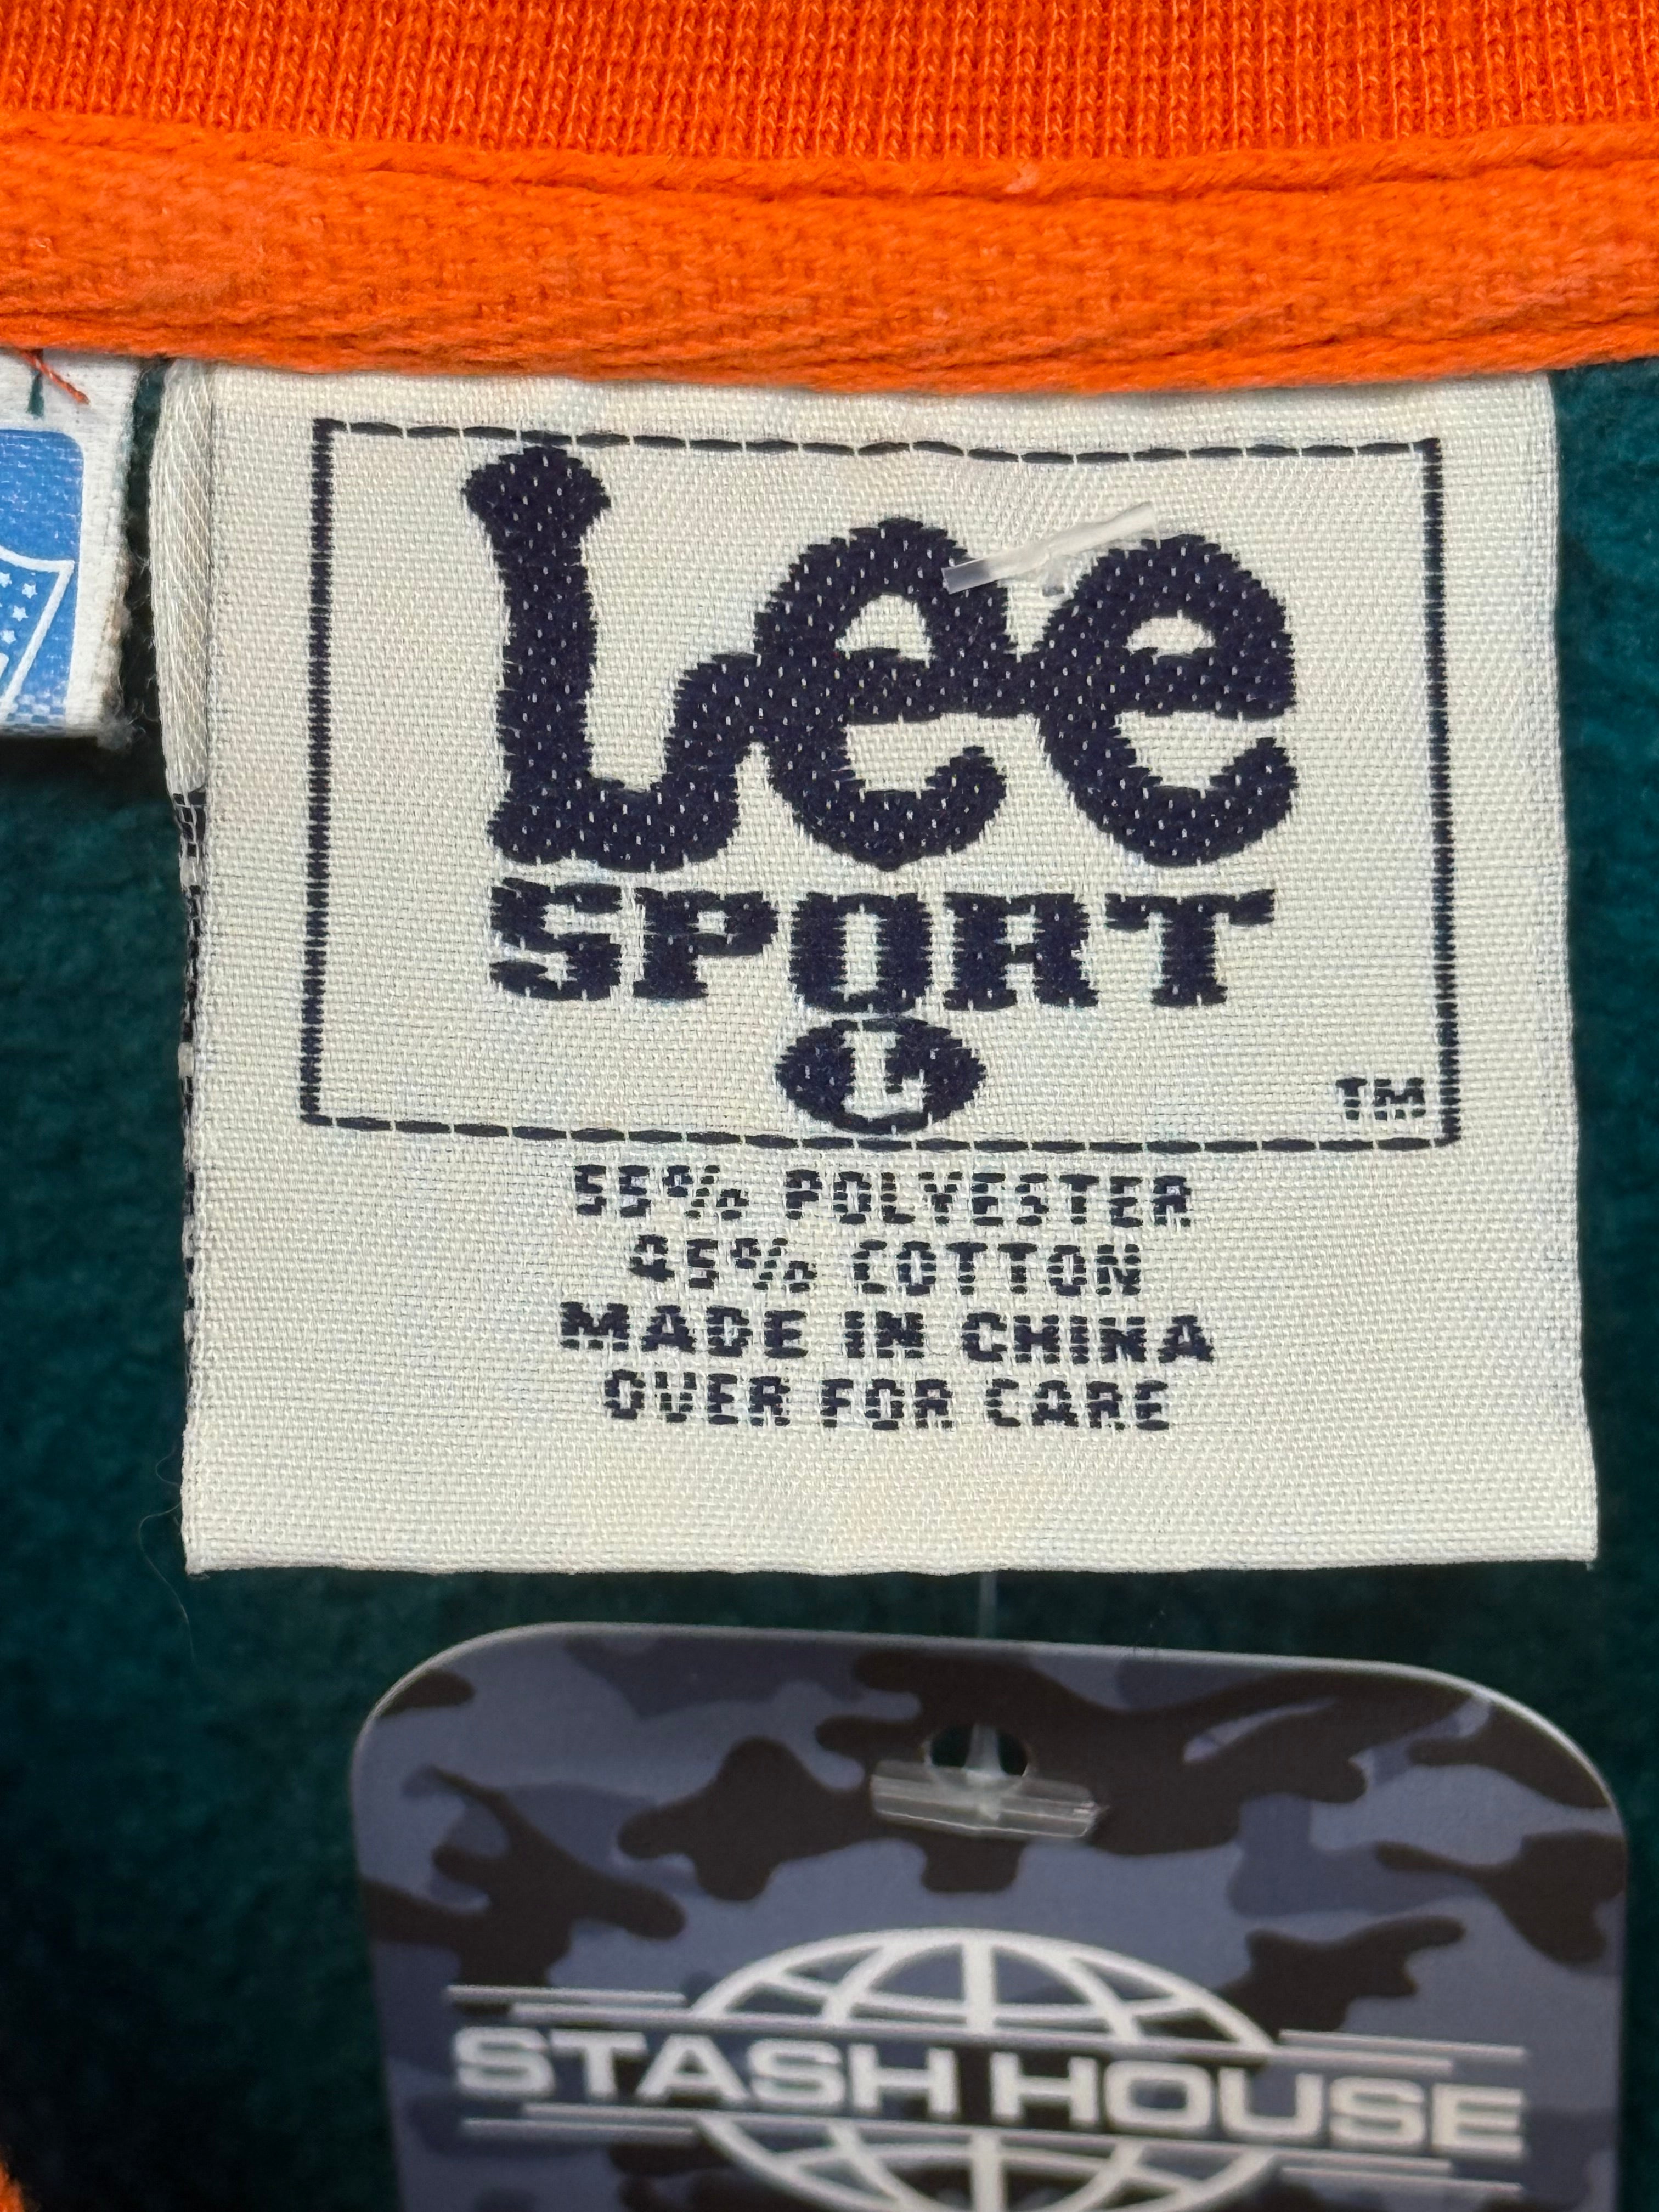 Lee
SPORT
L
TM
55% POLYESTER
45% COTTON
MADE IN CHINA
OVER FOR CARE
STASH HOUSE